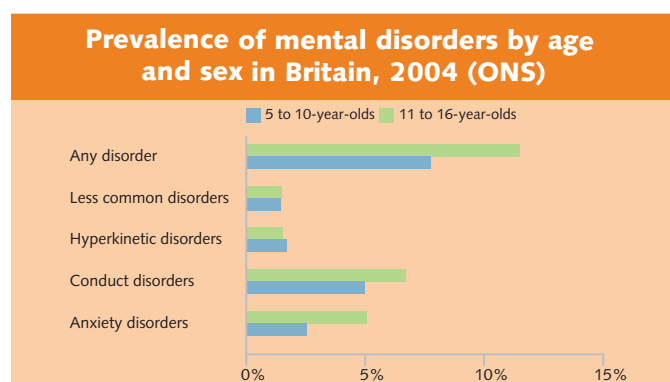 Prevalence of mental disorders by age
and sex in Britain, 2004 (ONS)
5 to 10-year-olds 11 to 16-year-olds
Any disorder
Less common disorders
Hyperkinetic disorders
Conduct disorders
Anxiety disorders
0% 5% 10% 15%